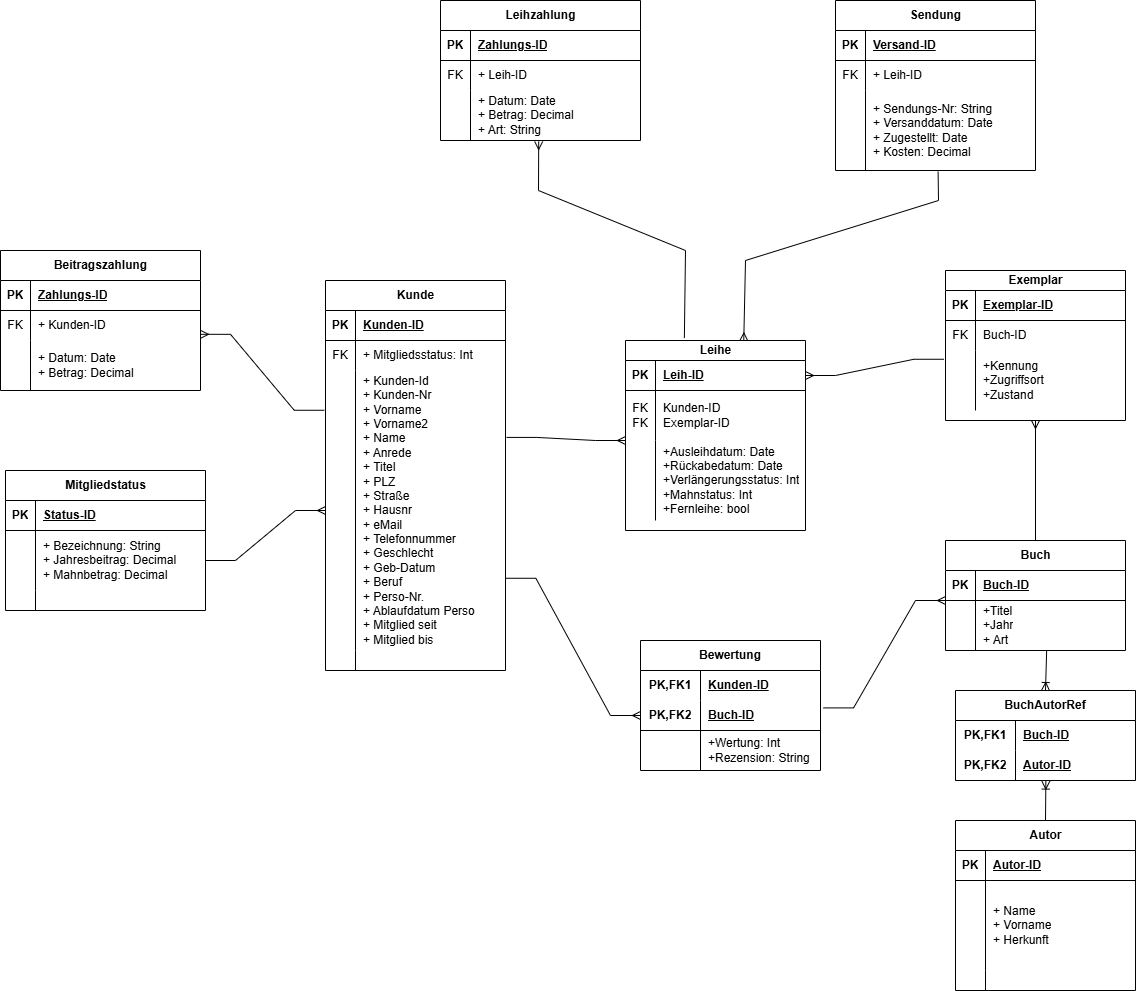 Leihzahlung
PK Zahlungs-ID
FK + Leih-ID
+ Datum: Date
+ Betrag: Decimal
+ Art: String
Sendung
PK Versand-ID
FK + Leih-ID
+ Sendungs-Nr: String
+ Versanddatum: Date
+ Zugestellt: Date
+ Kosten: Decimal
Beitragszahlung
PK Zahlungs-ID
FK + Kunden-ID
+ Datum: Date
+ Betrag: Decimal
Kunde
PK Kunden-ID
FK + Mitgliedsstatus: Int
+ Kunden-Id
+ Kunden-Nr
+ Vorname
+ Vorname2
+ Name
+ Anrede
+ Titel
+ PLZ
+ Straße
+ Hausnr
+ eMail
+ Telefonnummer
+ Geschlecht
+ Geb-Datum
+ Beruf
+ Perso-Nr.
+ Ablaufdatum Perso
+ Mitglied seit
+ Mitglied bis
Leihe
PK Leih-ID
FK Kunden-ID
FK Exemplar-ID
+Ausleihdatum: Date
+Rückabedatum: Date
+Verlängerungsstatus: Int
+Mahnstatus: Int
+Fernleihe: bool
Exemplar
PK Exemplar-ID
FK Buch-ID
+Kennung
+Zugriffsort
+Zustand
Mitgliedstatus
PK Status-ID
+ Bezeichnung: String
+ Jahresbeitrag: Decimal
+ Mahnbetrag: Decimal
Buch
PK Buch-ID
+Titel
+Jahr
+ Art
Bewertung
PK,FK1 Kunden-ID
PK,FK2 Buch-ID
+Wertung: Int
+Rezension: String
BuchAutorRef
PK,FK1 Buch-ID
PK,FK2 Autor-ID
Autor
PK Autor-ID
+ Name
+ Vorname
+ Herkunft